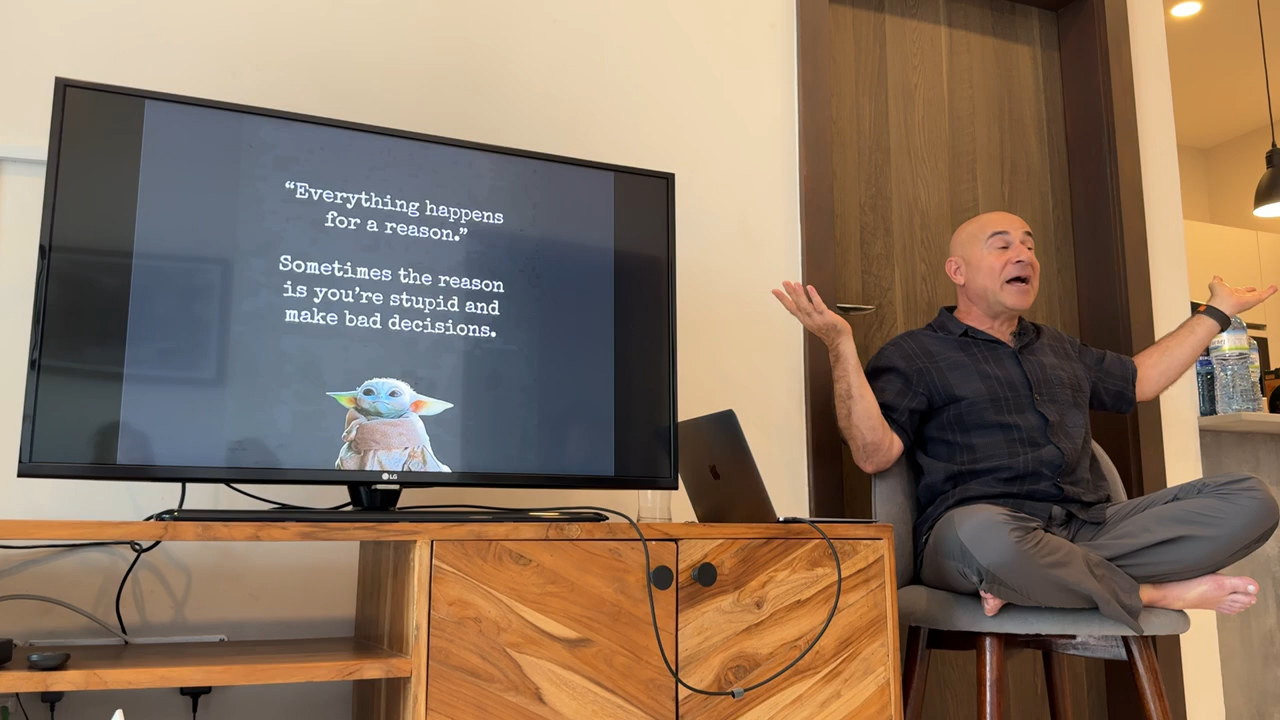 “Everything happens
for a reason.”
Sometimes the reason
is you’re stupid and
make bad decisions.
LG